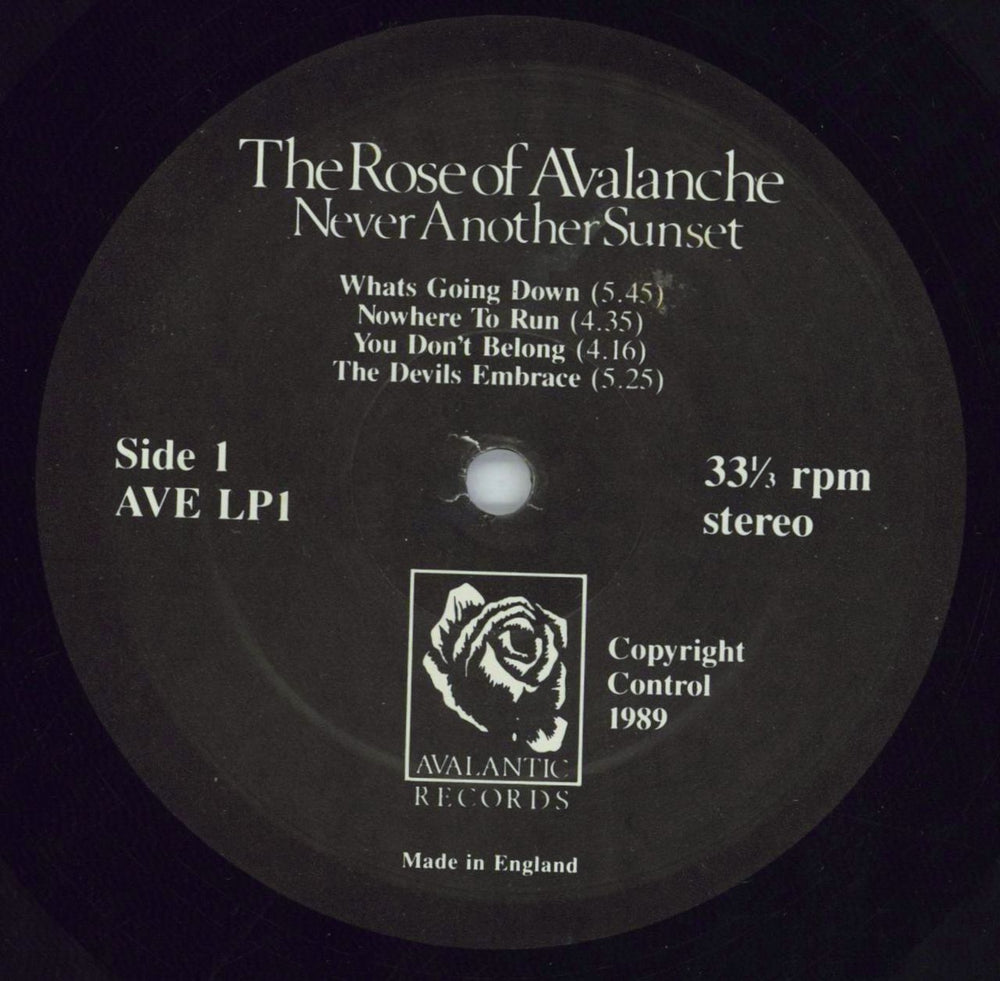 The Rose of Avalanche
Never Another Sunset
Whats Going Down (5.45)
Nowhere To Run (4.35)
You Don't Belong (4.16)
The Devils Embrace (5.25)
Side 1
AVE LP1
33⅓ rpm
stereo
Copyright
Control
1989
AVALANTIC
RECORDS
Made in England